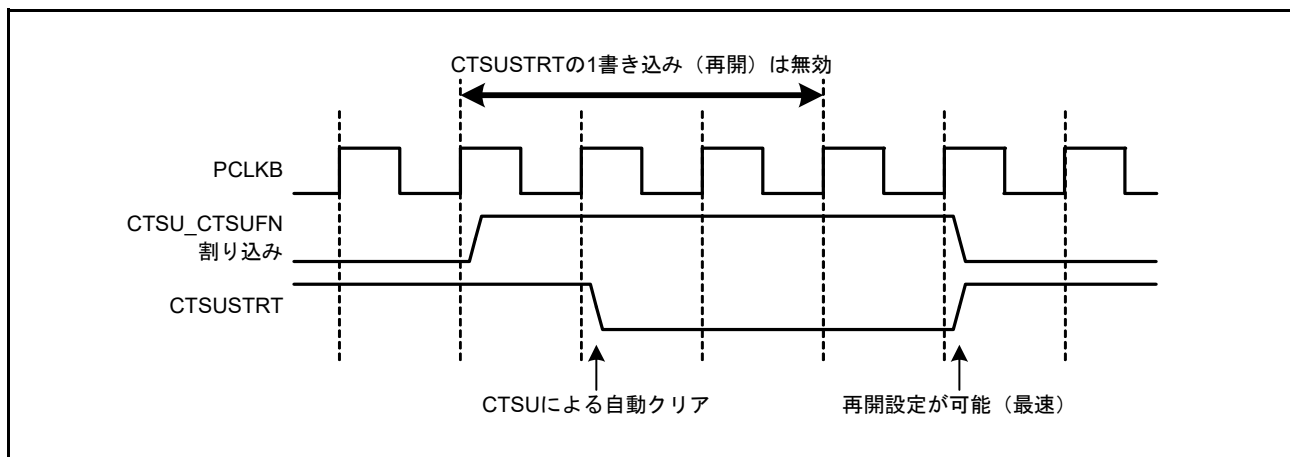 CTSUSTRTの1書き込み（再開）は無効
PCLKB
CTSU_CTSUFN
割り込み
CTSUSTRT
CTSUによる自動クリア
再開設定が可能（最速）